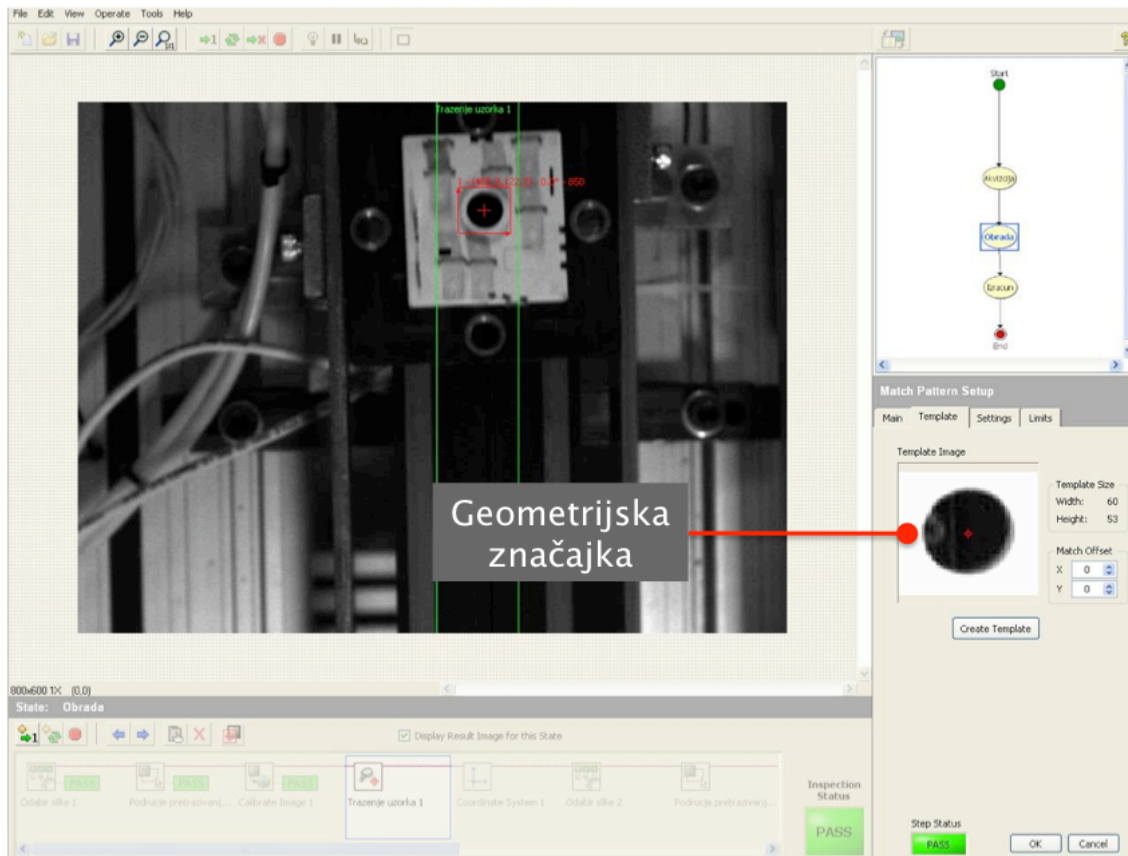 File Edit View Operate Tools Help
Trazenje uzorka 1
Start
Akvizicija
Obrada
Izracun
End
Match Pattern Setup
Main Template Settings Limits
Template Image
Template Size
Width: 60
Height: 53
Match Offset
X 0
Y 0
Create Template
Geometrijska
značajka
800x600 1X (0,0)
State: Obrada
Display Result Image for this State
PASS PASS PASS
Odabir slike 1 Podrucje pretrazivanj... Calibrate Image 1 Trazenje uzorka 1 Coordinate System 1 Odabir slike 2 Podrucje pretrazivanj...
Inspection
Status
PASS
Step Status
PASS
OK Cancel